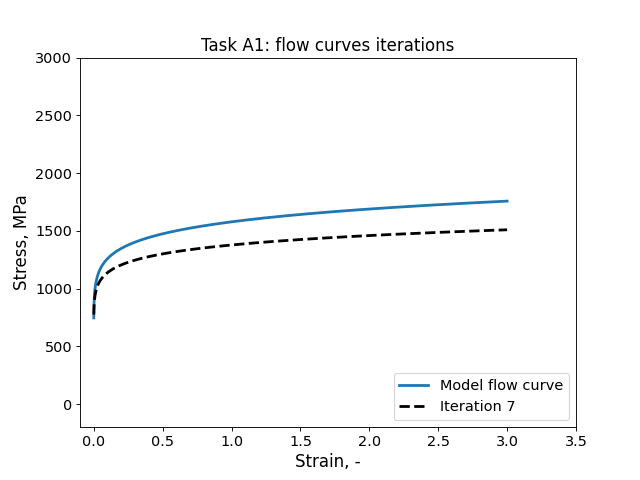 Task A1: flow curves iterations
3000
2500
2000
1500
1000
500
0
Stress, MPa
Model flow curve
Iteration 7
0.0 0.5 1.0 1.5 2.0 2.5 3.0 3.5
Strain, -